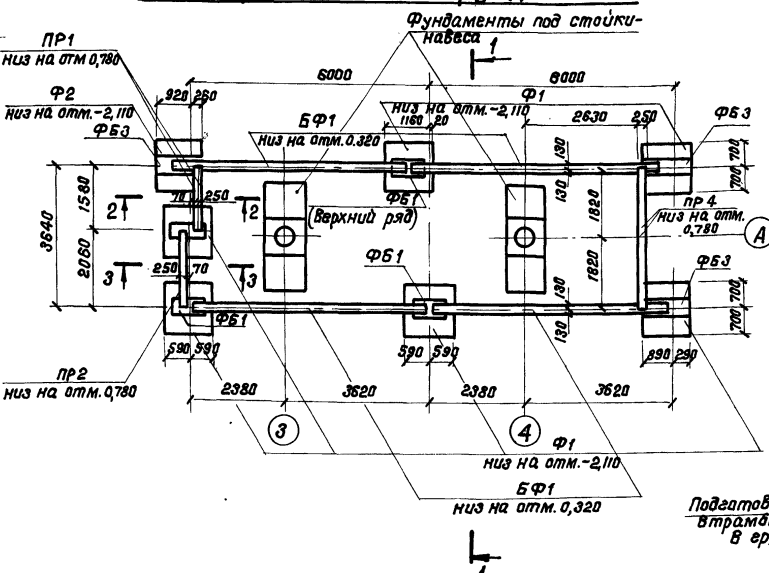 Фундаменты под стойки
навеса
1
ПР1
низ на отм 0,780
6000
6000
Ф2
низ на отм.-2,110
920
260
Ф1
низ на отм.-2,110
БФ1
низ на отм. 0.320
1160
20
2630
250
ФБ3
ФБ3
130
130
700
700
1580
3640
2060
70
250
2
2
ФБ1
(Верхний ряд)
1820
1820
ПР4
низ на отм.
0,780
А
3
3
250
70
ФБ1
130
130
ФБ3
700
700
ФБ1
590
590
590
590
890
290
ПР2
низ на отм. 0,780
2380
3620
2380
3620
3
4
Ф1
низ на отм.-2,110
БФ1
низ на отм. 0,320
Подготов
втрамб
в гр